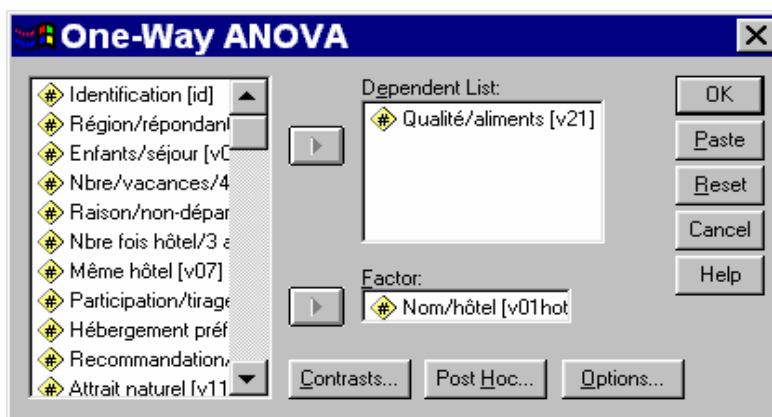 One-Way ANOVA
Identification [id]
Région/répondant
Enfants/séjour [v0
Nbre/vacances/4
Raison/non-dépar
Nbre fois hôtel/3 a
Même hôtel [v07]
Participation/tirage
Hébergement préf
Recommandation/
Attrait naturel [v11
Dependent List:
Qualité/aliments [v21]
Factor:
Nom/hôtel [v01hot
Contrasts...
Post Hoc...
Options...
OK
Paste
Reset
Cancel
Help